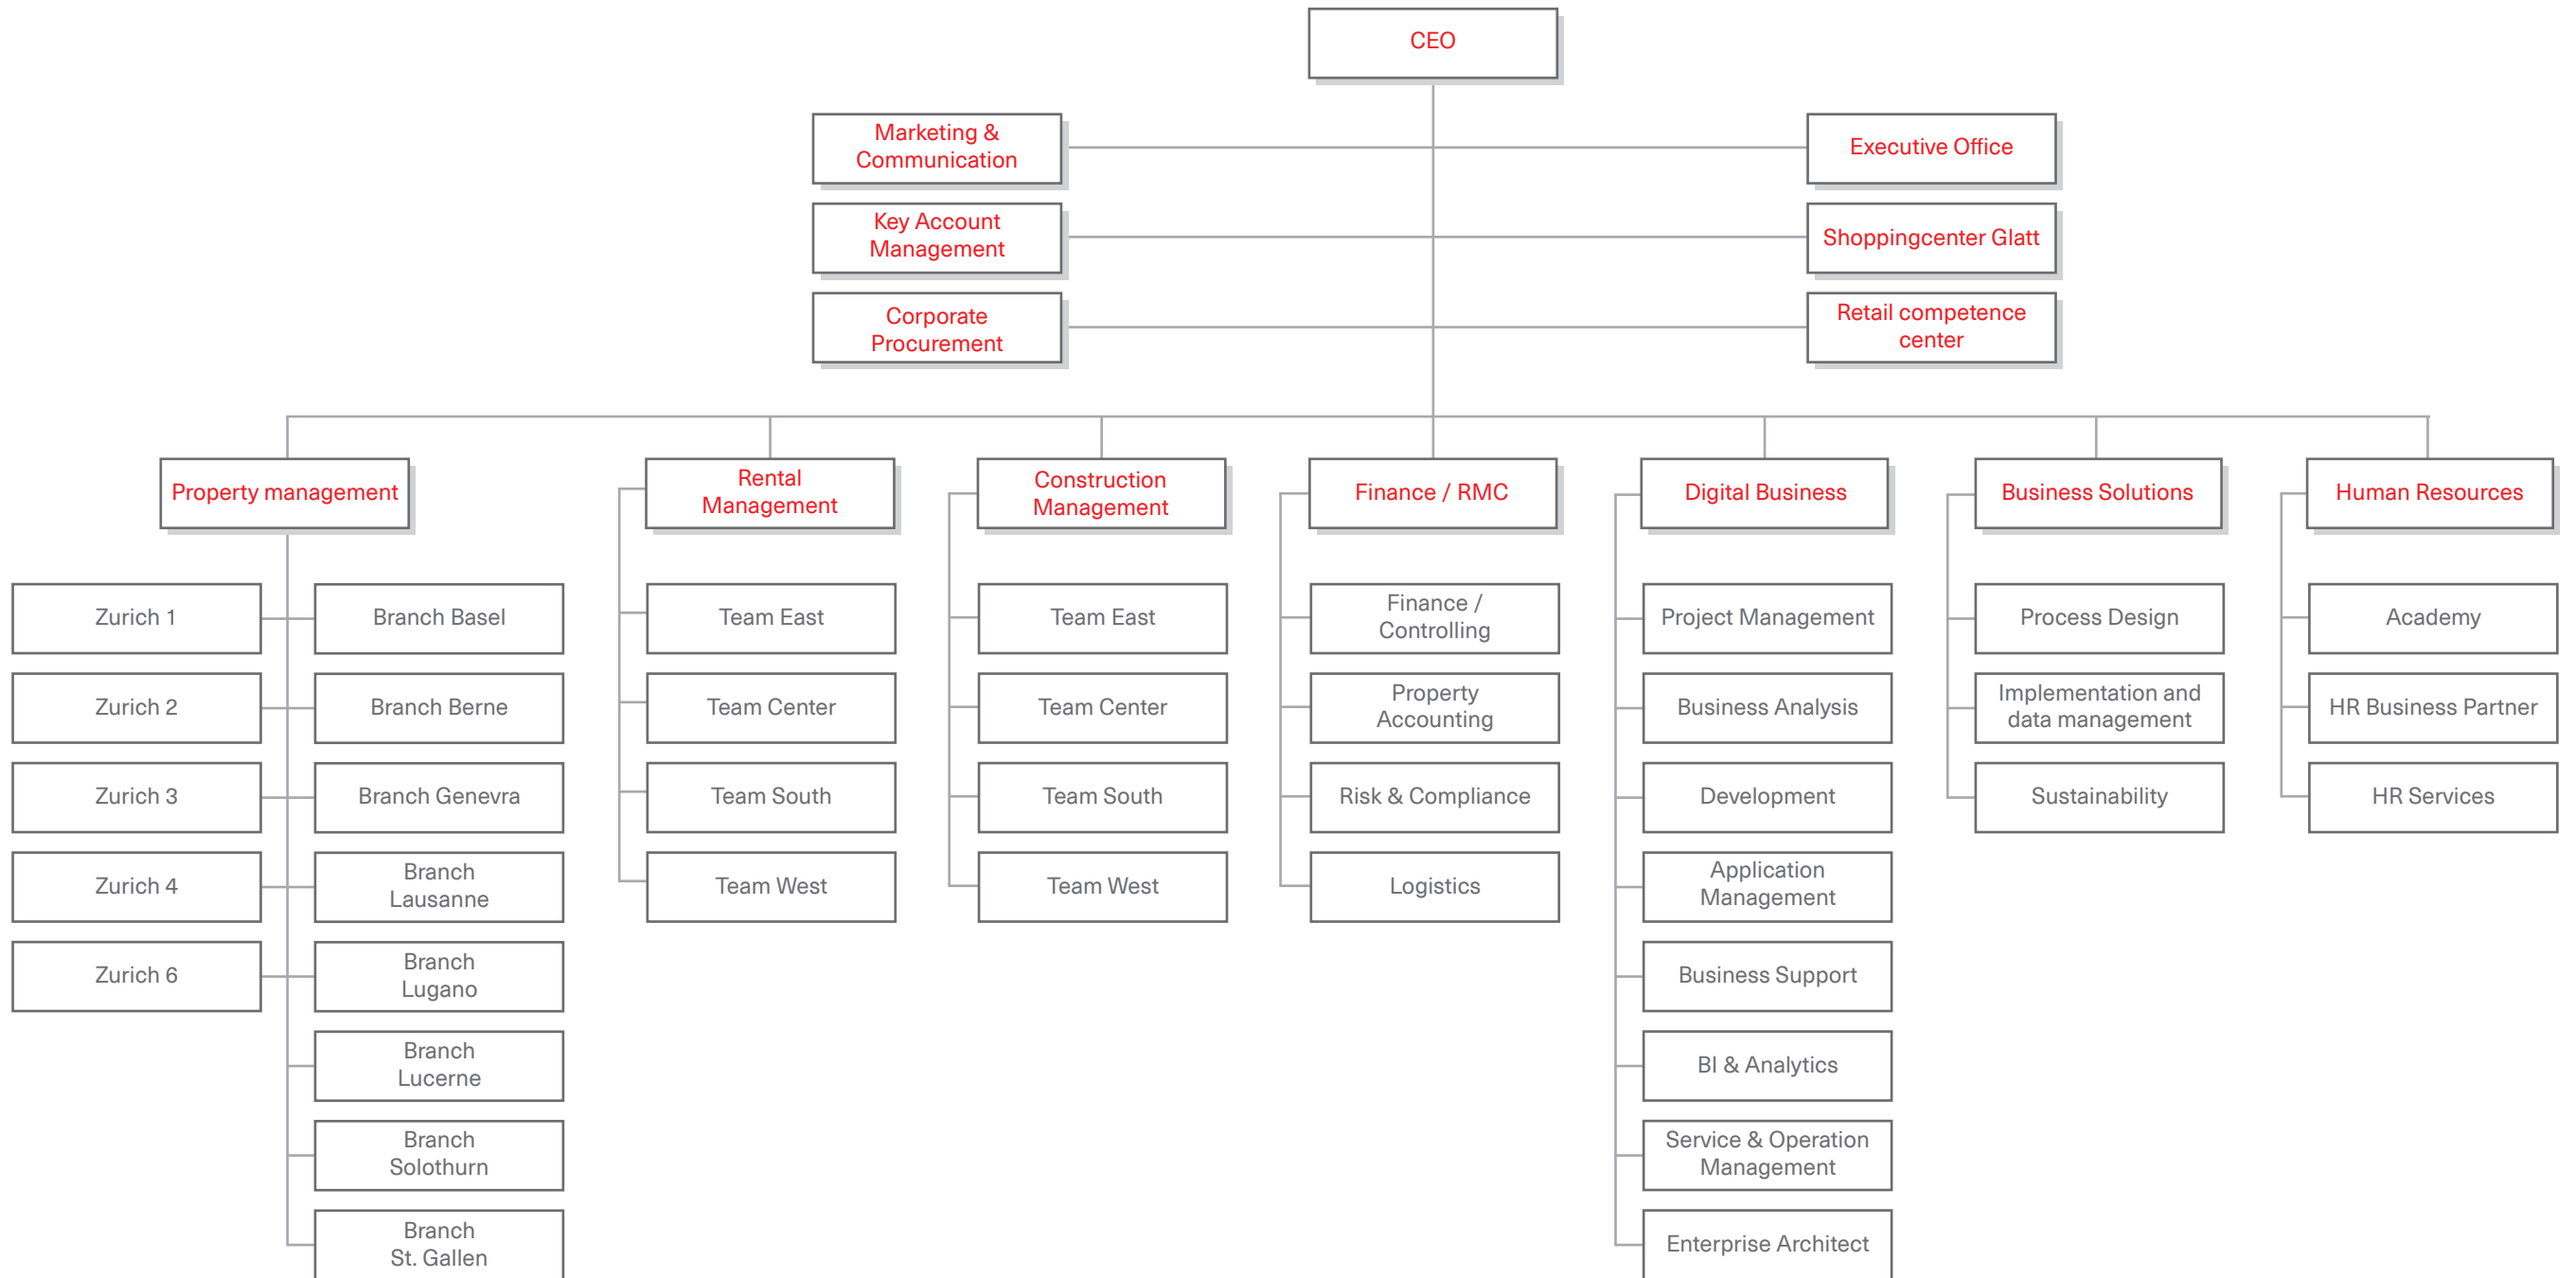 CEO
Marketing &
Communication
Executive Office
Key Account
Management
Shoppingcenter Glatt
Corporate
Procurement
Retail competence
center
Property management
Rental
Management
Construction
Management
Finance / RMC
Digital Business
Business Solutions
Human Resources
Zurich 1
Zurich 2
Zurich 3
Zurich 4
Zurich 6
Branch Basel
Branch Berne
Branch Genevra
Branch
Lausanne
Branch
Lugano
Branch
Lucerne
Branch
Solothurn
Branch
St. Gallen
Team East
Team Center
Team South
Team West
Team East
Team Center
Team South
Team West
Finance /
Controlling
Property
Accounting
Risk & Compliance
Logistics
Project Management
Business Analysis
Development
Application
Management
Business Support
BI & Analytics
Service & Operation
Management
Enterprise Architect
Process Design
Implementation and
data management
Sustainability
Academy
HR Business Partner
HR Services